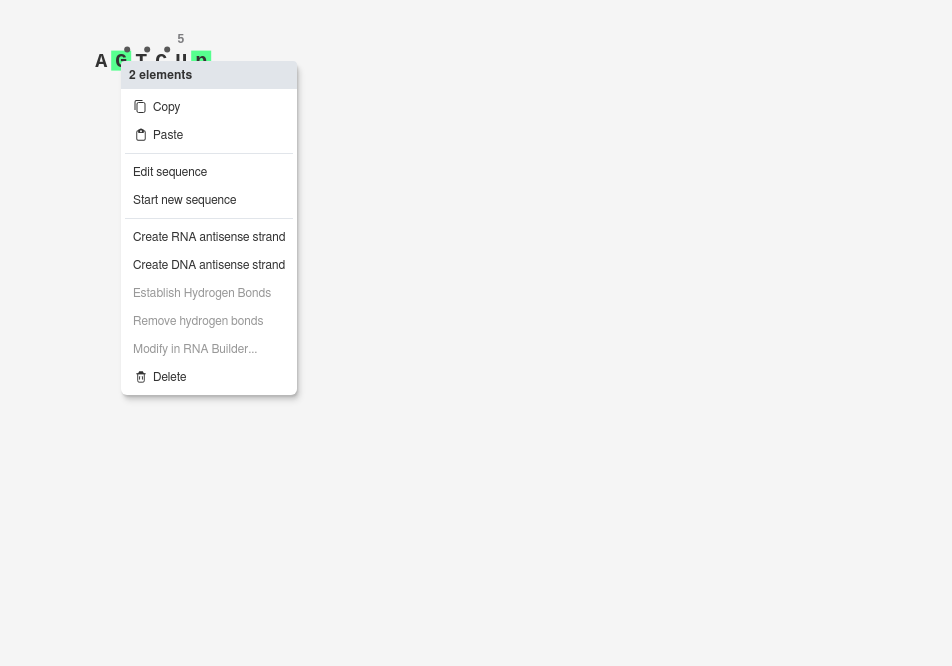 5
A G T C U n
2 elements
Copy
Paste
Edit sequence
Start new sequence
Create RNA antisense strand
Create DNA antisense strand
Establish Hydrogen Bonds
Remove hydrogen bonds
Modify in RNA Builder...
Delete